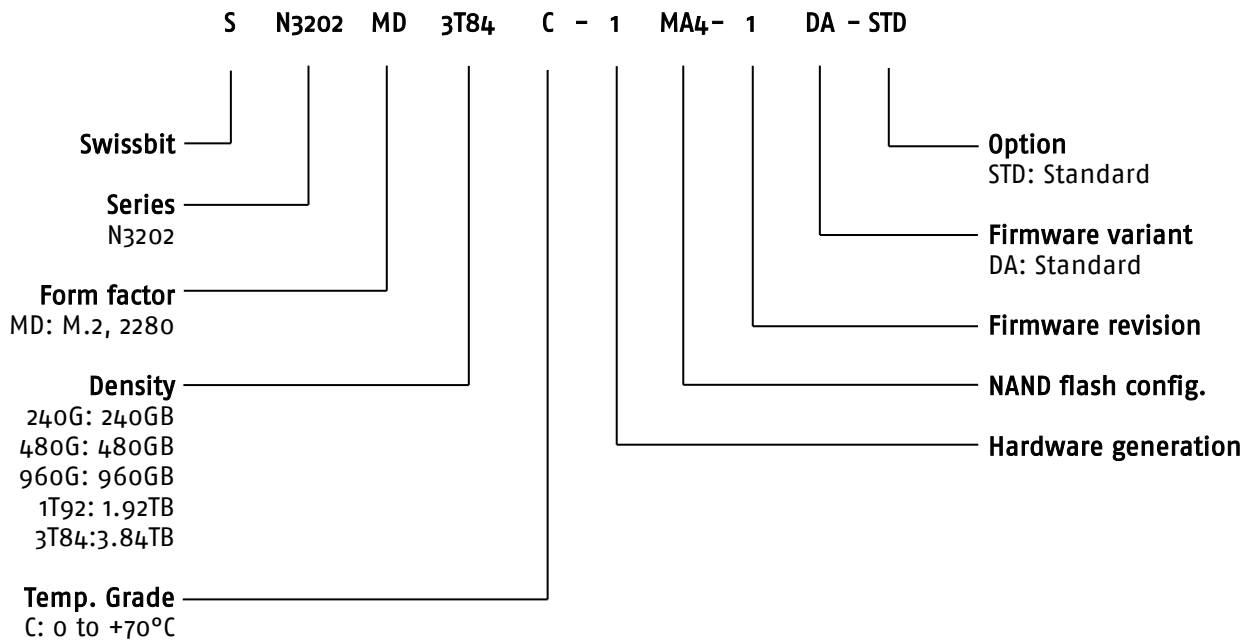 S N3202 MD 3T84 C - 1 MA4- 1 DA - STD
Swissbit
Series
N3202
Form factor
MD: M.2, 2280
Density
240G: 240GB
480G: 480GB
960G: 960GB
1T92: 1.92TB
3T84:3.84TB
Temp. Grade
C: 0 to +70°C
Option
STD: Standard
Firmware variant
DA: Standard
Firmware revision
NAND flash config.
Hardware generation